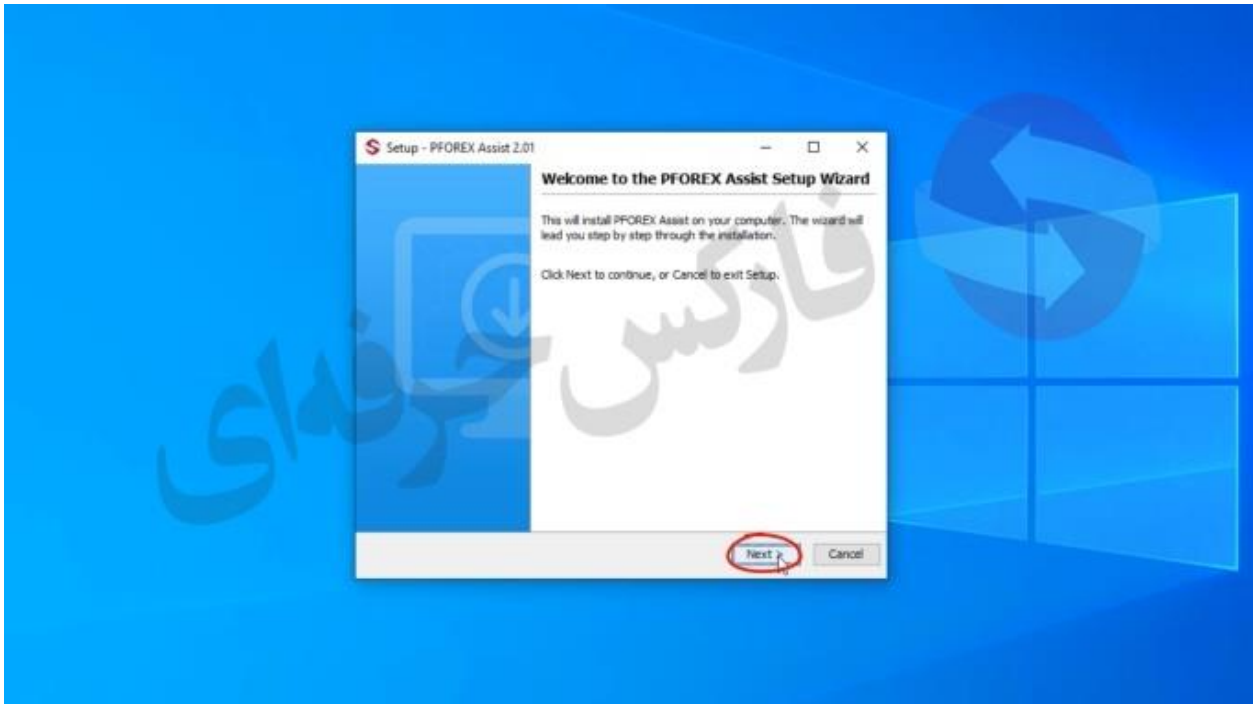 Setup - PFOREX Assist 2.01
Welcome to the PFOREX Assist Setup Wizard
This will install PFOREX Assist on your computer. The wizard will
lead you step by step through the installation.
Click Next to continue, or Cancel to exit Setup.
فارکس حرفه‌ای
Next >
Cancel